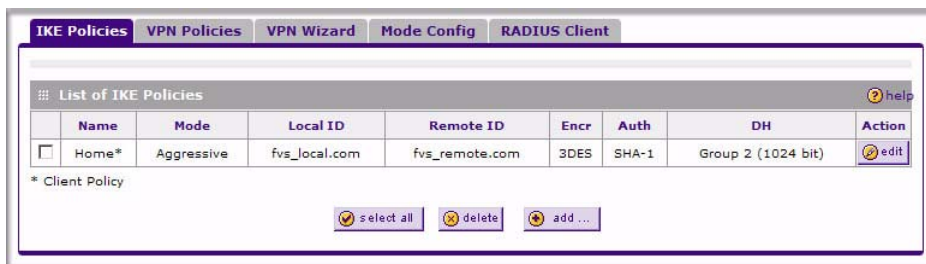 IKE Policies VPN Policies VPN Wizard Mode Config RADIUS Client
List of IKE Policies help
Name Mode Local ID Remote ID Encr Auth DH Action
Home* Aggressive fvs_local.com fvs_remote.com 3DES SHA-1 Group 2 (1024 bit) edit
* Client Policy
select all delete add ...